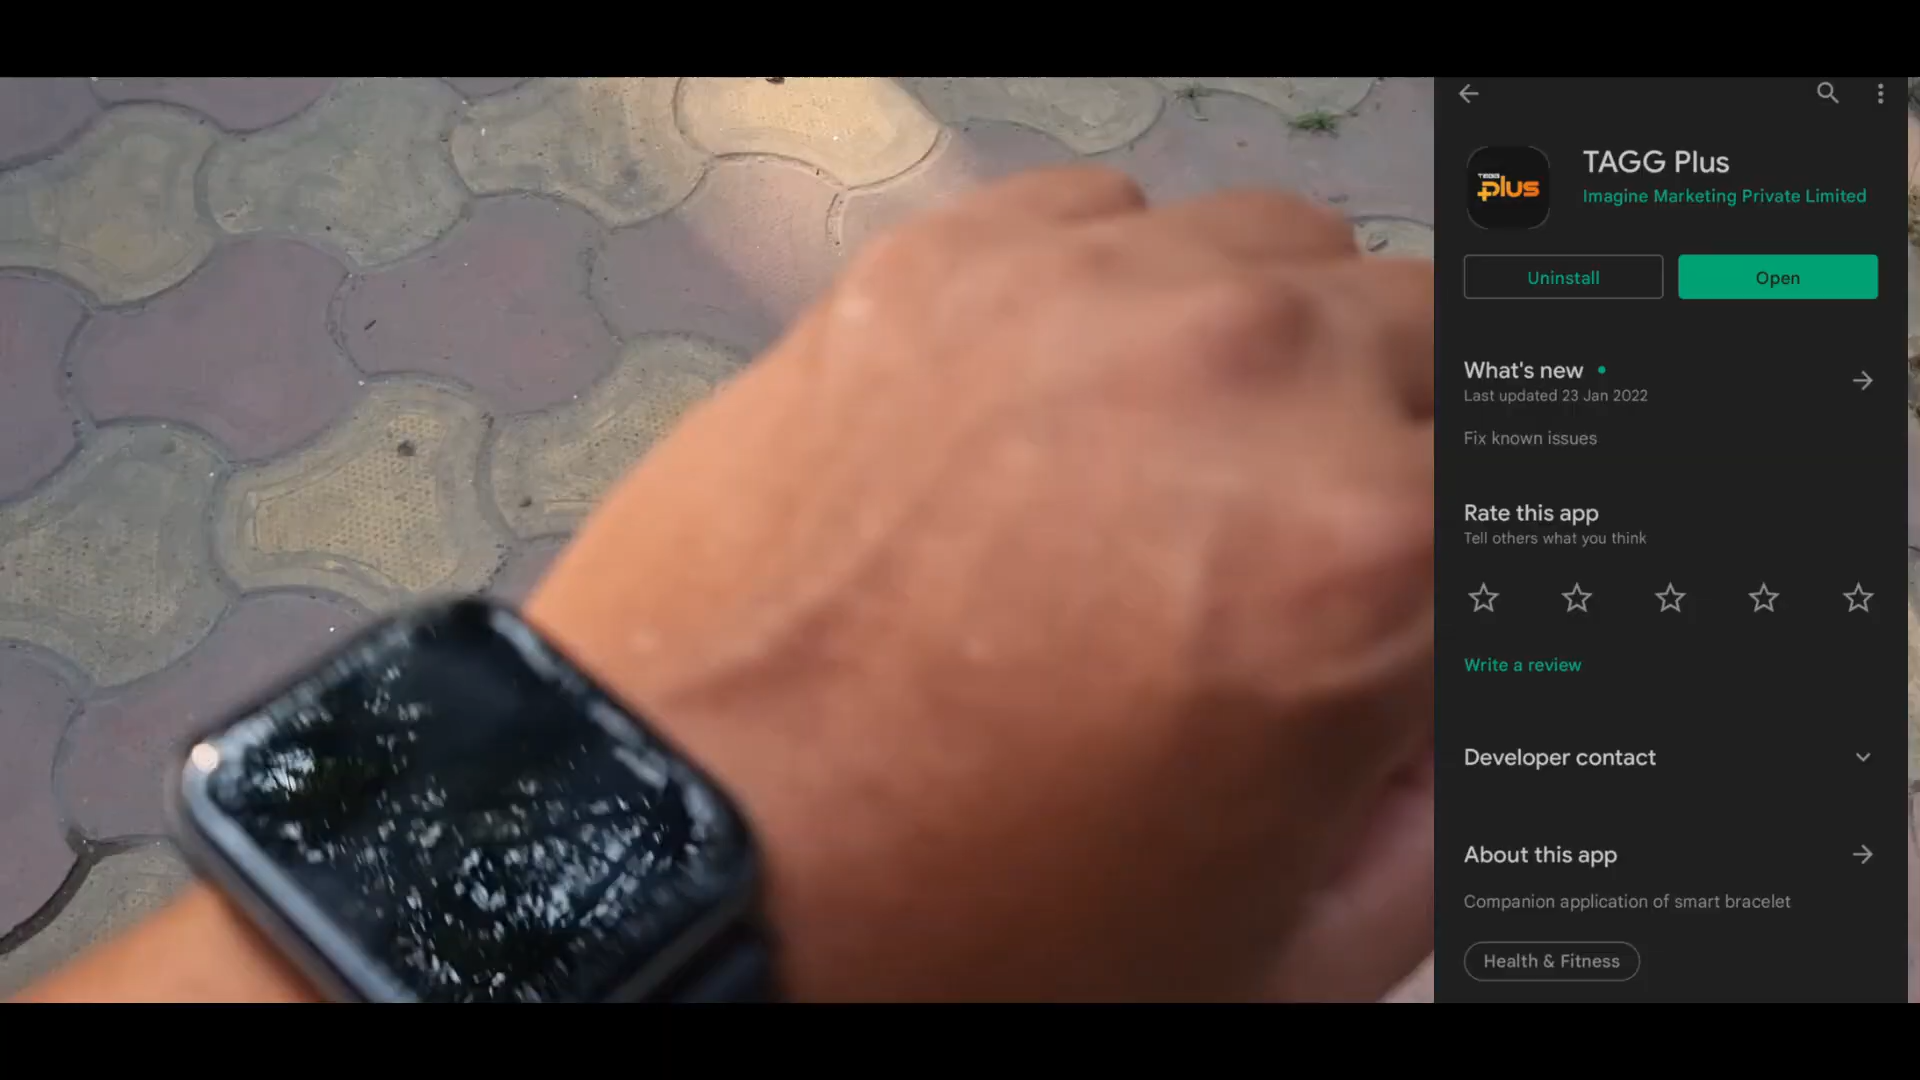 TAGG Plus
TAGG
plus
Imagine Marketing Private Limited
Uninstall
Open
What's new
Last updated 23 Jan 2022
Fix known issues
Rate this app
Tell others what you think
Write a review
Developer contact
About this app
Companion application of smart bracelet
Health & Fitness